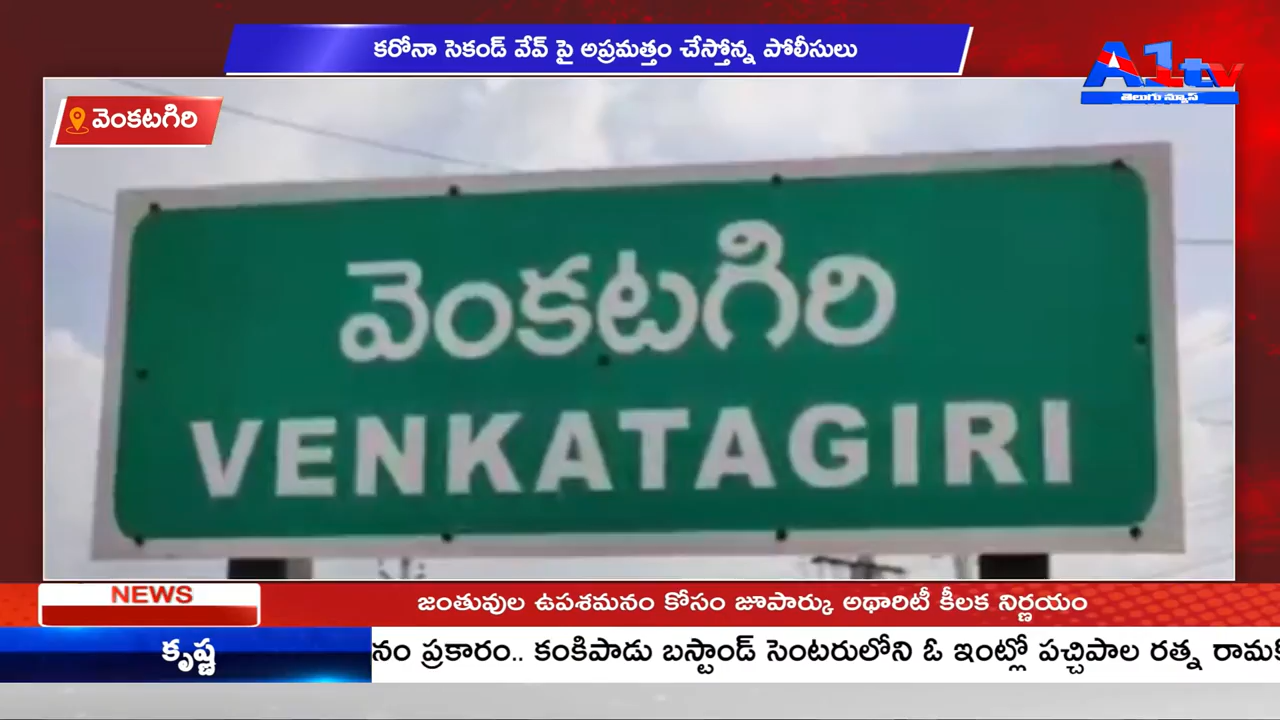 కరోనా సెకండ్ వేవ్ పై అప్రమత్తం చేస్తోన్న పోలీసులు
A1tv
తెలుగు న్యూస్
వెంకటగిరి
వెంకటగిరి
VENKATAGIRI
NEWS
జంతువుల ఉపశమనం కోసం జూపార్కు అథారిటీ కీలక నిర్ణయం
కృష్ణ
నం ప్రకారం.. కంకిపాడు బస్టాండ్ సెంటరులోని ఓ ఇంట్లో పచ్చిపాల రత్న